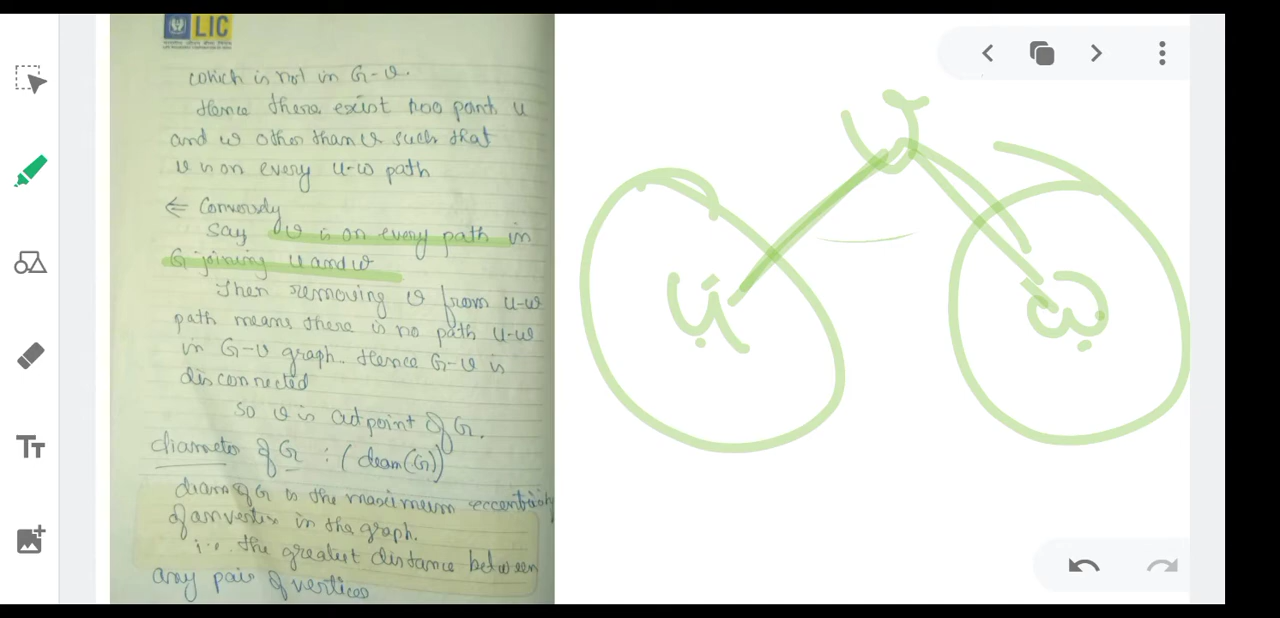 LIC
which is not in G-v.
Hence there exist two point u
and w other than v such that
v is on every u-w path
⇐ Conversly
say v is on every path in
G joining u and w
Then removing v from u-w
path means there is no path u-w
in G-v graph. Hence G-v is
disconnected
So v is cutpoint of G.
diameter of G : (diam(G))
diam of G is the maximum eccentricity
of any vertex in the graph.
i.e. the greatest distance between
any pair of vertices
v
u
w
TT